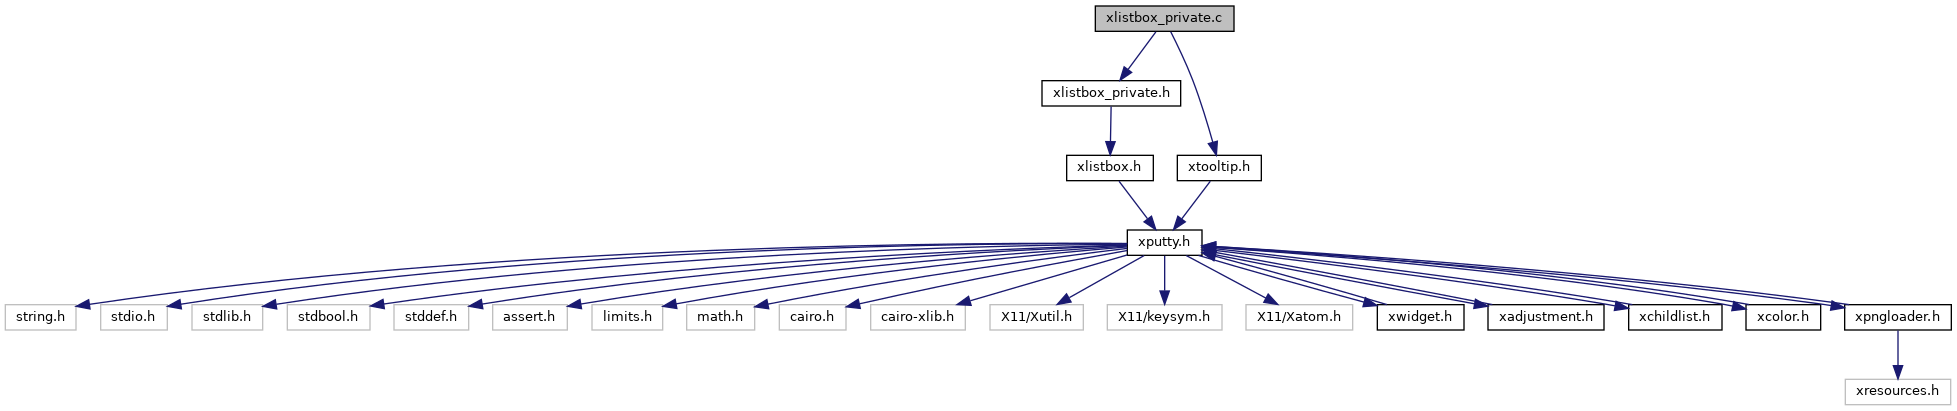 xlistbox_private.c
xlistbox_private.h
xlistbox.h
xtooltip.h
xputty.h
string.h
stdio.h
stdlib.h
stdbool.h
stddef.h
assert.h
limits.h
math.h
cairo.h
cairo-xlib.h
X11/Xutil.h
X11/keysym.h
X11/Xatom.h
xwidget.h
xadjustment.h
xchildlist.h
xcolor.h
xpngloader.h
xresources.h